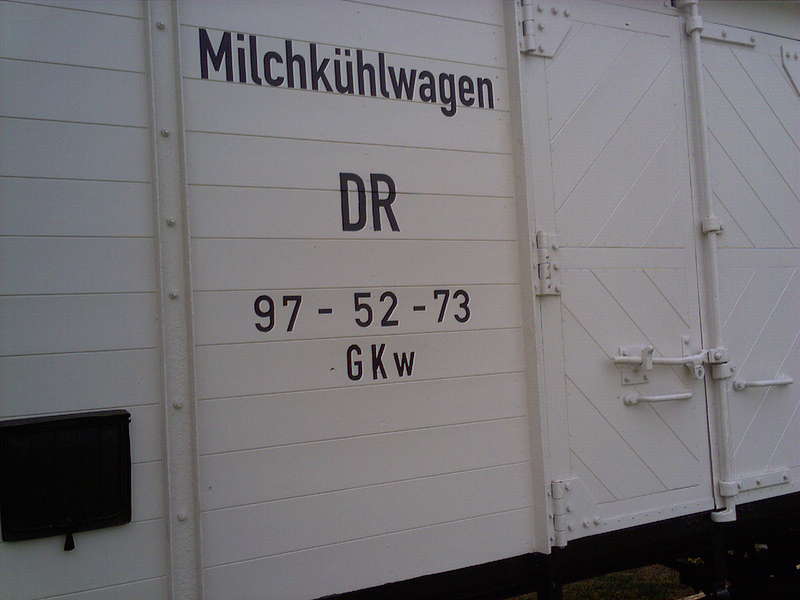 Milchkühlwagen
DR
97 - 52 - 73
GKw